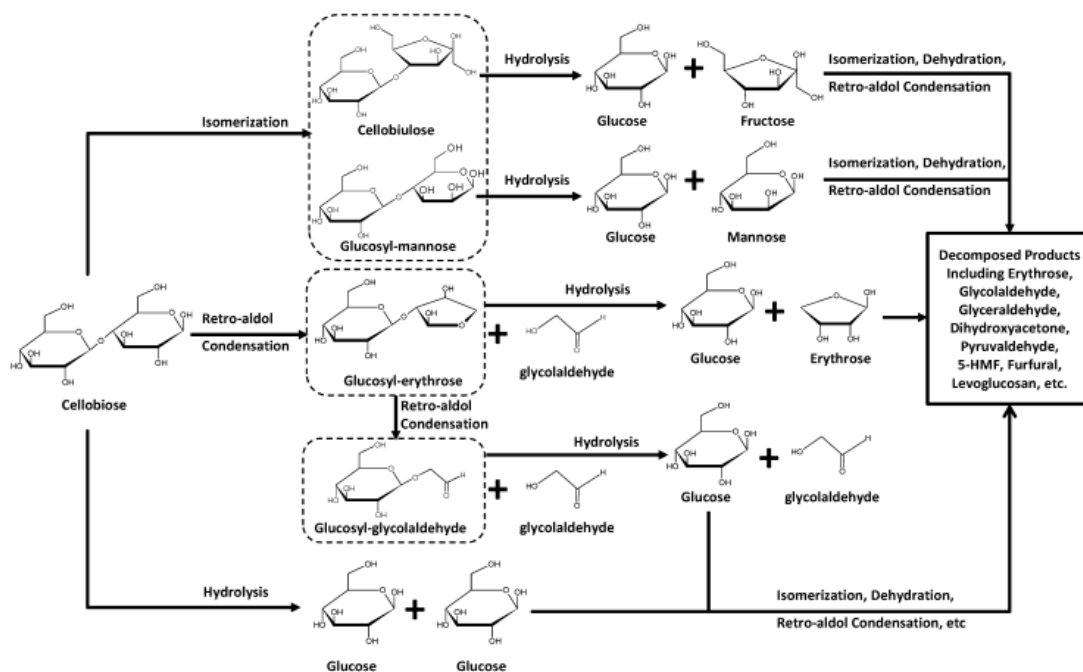 Isomerization
Cellobiulose
Glucosyl-mannose
Hydrolysis
Glucose
+
Fructose
Isomerization, Dehydration,
Retro-aldol Condensation
Hydrolysis
Glucose
+
Mannose
Isomerization, Dehydration,
Retro-aldol Condensation
Cellobiose
Retro-aldol
Condensation
Glucosyl-erythrose
+
glycolaldehyde
Hydrolysis
Glucose
+
Erythrose
Decomposed Products
Including Erythrose,
Glycolaldehyde,
Glyceraldehyde,
Dihydroxyacetone,
Pyruvaldehyde,
5-HMF, Furfural,
Levoglucosan, etc.
Retro-aldol
Condensation
Glucosyl-glycolaldehyde
+
glycolaldehyde
Hydrolysis
Glucose
+
glycolaldehyde
Hydrolysis
Glucose
+
Glucose
Isomerization, Dehydration,
Retro-aldol Condensation, etc